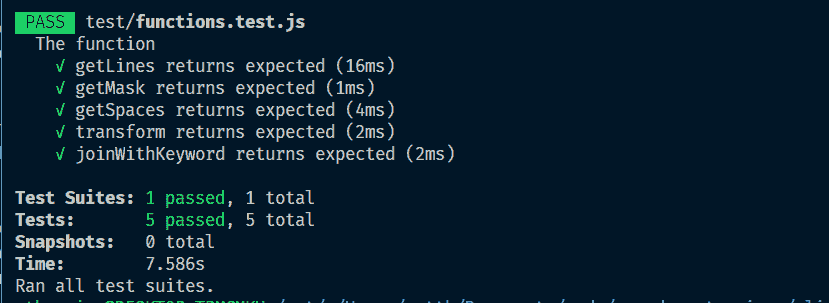 PASS test/functions.test.js
The function
√ getLines returns expected (16ms)
√ getMask returns expected (1ms)
√ getSpaces returns expected (4ms)
√ transform returns expected (2ms)
√ joinWithKeyword returns expected (2ms)
Test Suites: 1 passed, 1 total
Tests: 5 passed, 5 total
Snapshots: 0 total
Time: 7.586s
Ran all test suites.